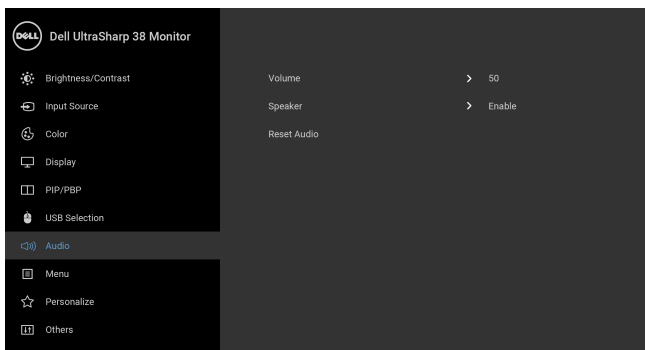 DELL Dell UltraSharp 38 Monitor
Brightness/Contrast
Volume > 50
Input Source
Speaker > Enable
Color
Reset Audio
Display
PIP/PBP
USB Selection
Audio
Menu
Personalize
Others